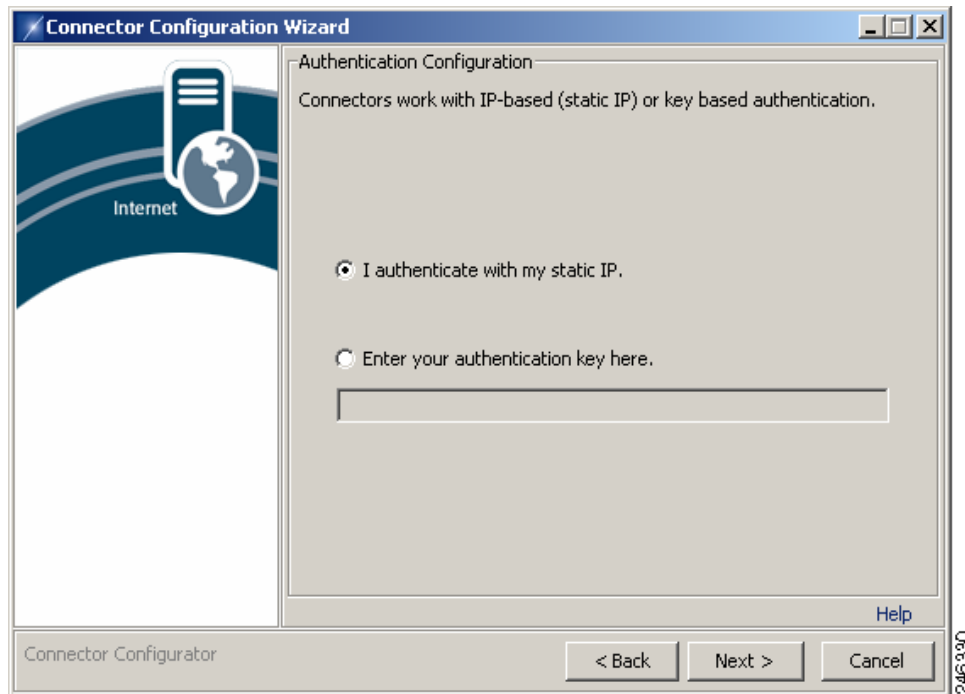 Connector Configuration Wizard
Authentication Configuration
Connectors work with IP-based (static IP) or key based authentication.
Internet
I authenticate with my static IP.
Enter your authentication key here.
Help
Connector Configurator
< Back
Next >
Cancel
346330